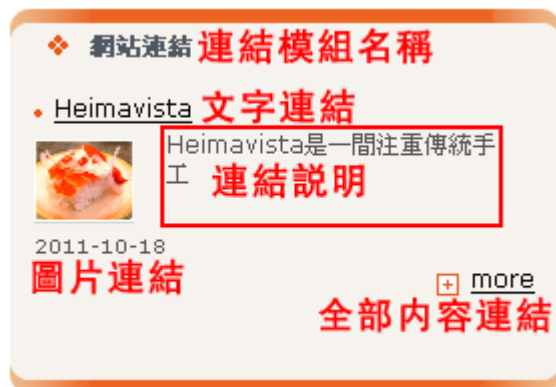 網站連結 連結模組名稱
Heimavista 文字連結
Heimavista是一間注重傳統手
工 連結説明
2011-10-18
圖片連結
more
全部内容連結